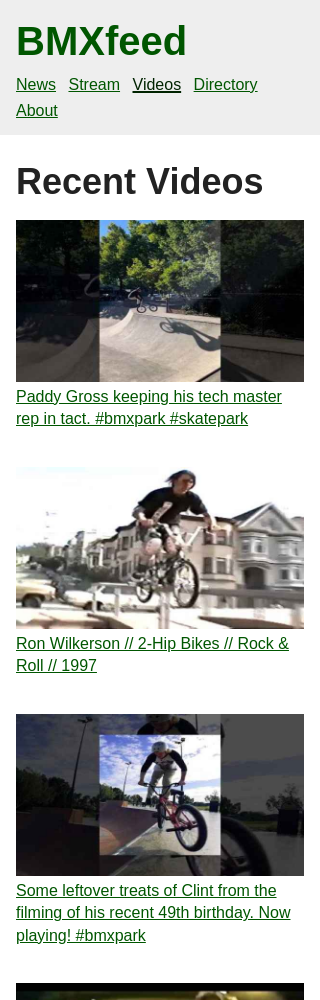 BMXfeed
News Stream Videos Directory
About
Recent Videos
Paddy Gross keeping his tech master
rep in tact. #bmxpark #skatepark
Ron Wilkerson // 2-Hip Bikes // Rock &
Roll // 1997
Some leftover treats of Clint from the
filming of his recent 49th birthday. Now
playing! #bmxpark